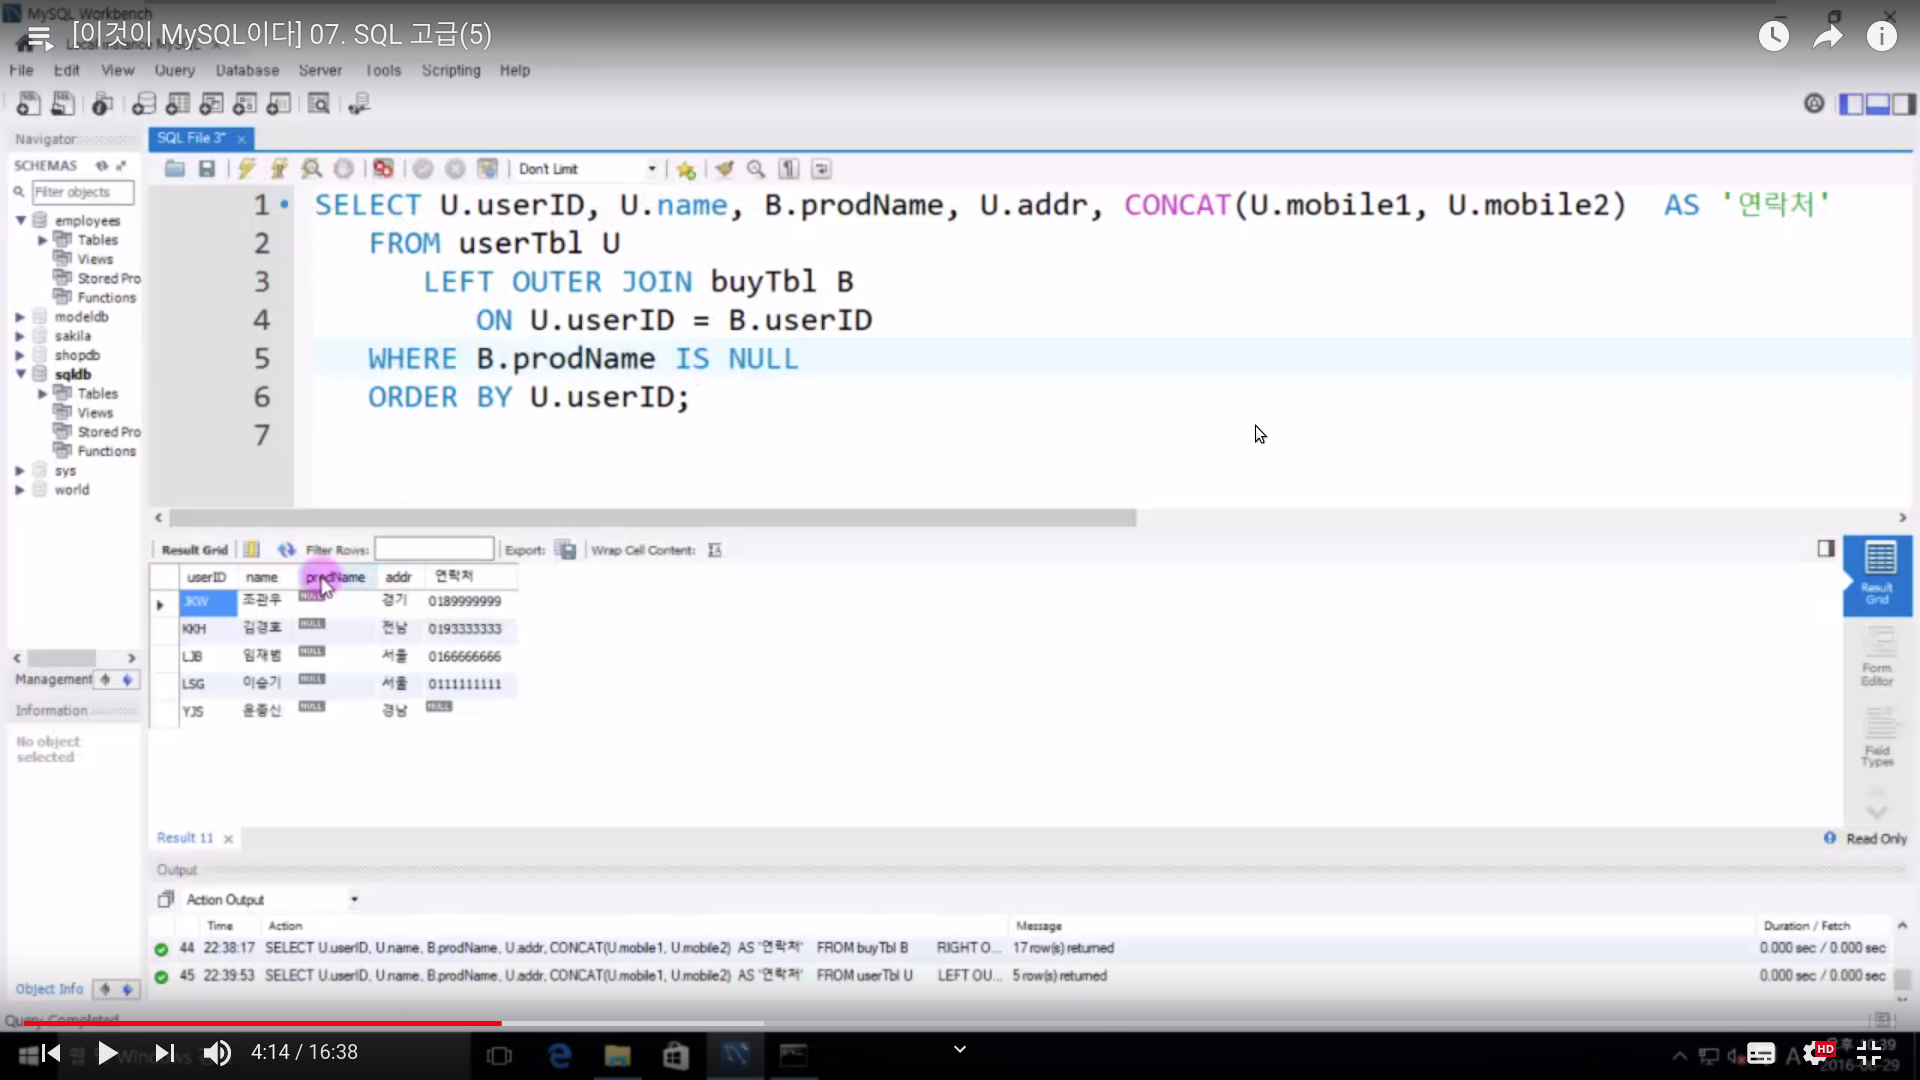 MySQL Workbench
[이것이 MySQL이다] 07. SQL 고급(5)
File Edit View Query Database Server Tools Scripting Help
Navigator
SQL File 3*
SCHEMAS
Don't Limit
Filter objects
employees
Tables
Views
Stored Pro
Functions
modeldb
sakila
shopdb
sqldb
Tables
Views
Stored Pro
Functions
sys
world
1 SELECT U.userID, U.name, B.prodName, U.addr, CONCAT(U.mobile1, U.mobile2) AS '연락처'
2 FROM userTbl U
3 LEFT OUTER JOIN buyTbl B
4 ON U.userID = B.userID
5 WHERE B.prodName IS NULL
6 ORDER BY U.userID;
7
Management
Information
No object
selected
Result Grid Filter Rows: Export: Wrap Cell Content:
userID name prodName addr 연락처
JKW 조관우 NULL 경기 0189999999
KKH 김경호 NULL 전남 0193333333
LJB 임재범 NULL 서울 0166666666
LSG 이승기 NULL 서울 0111111111
YJS 윤종신 NULL 경남 NULL
Result
Grid
Form
Editor
Field
Types
Result 11
Read Only
Output
Action Output
Time Action Message Duration / Fetch
44 22:38:17 SELECT U.userID, U.name, B.prodName, U.addr, CONCAT(U.mobile1, U.mobile2) AS '연락처' FROM buyTbl B RIGHT O... 17 row(s) returned 0.000 sec / 0.000 sec
45 22:39:53 SELECT U.userID, U.name, B.prodName, U.addr, CONCAT(U.mobile1, U.mobile2) AS '연락처' FROM userTbl U LEFT OU... 5 row(s) returned 0.000 sec / 0.000 sec
Object Info
Query Completed
4:14 / 16:38
HD